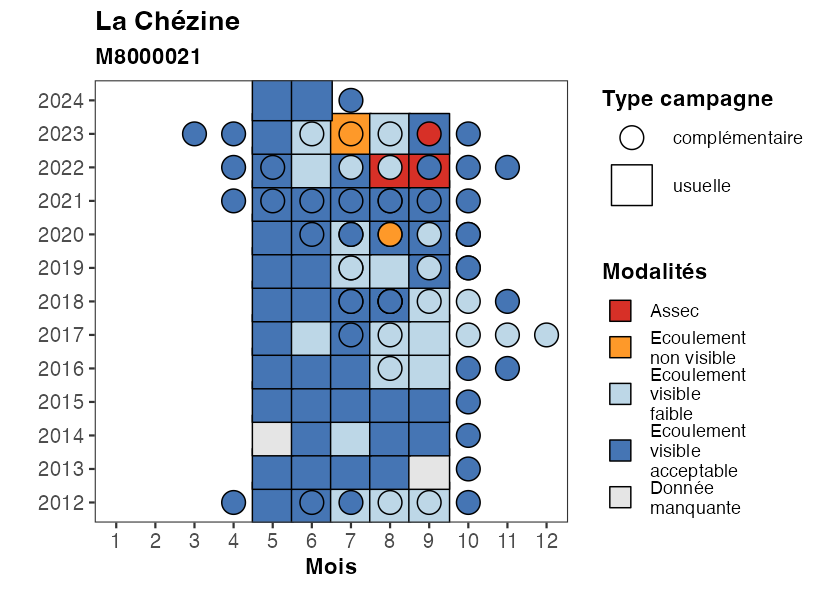 La Chézine
M8000021
2024
2023
2022
2021
2020
2019
2018
2017
2016
2015
2014
2013
2012
1 2 3 4 5 6 7 8 9 10 11 12
Mois
Type campagne
complémentaire
usuelle
Modalités
Assec
Ecoulement
non visible
Ecoulement
visible
faible
Ecoulement
visible
acceptable
Donnée
manquante